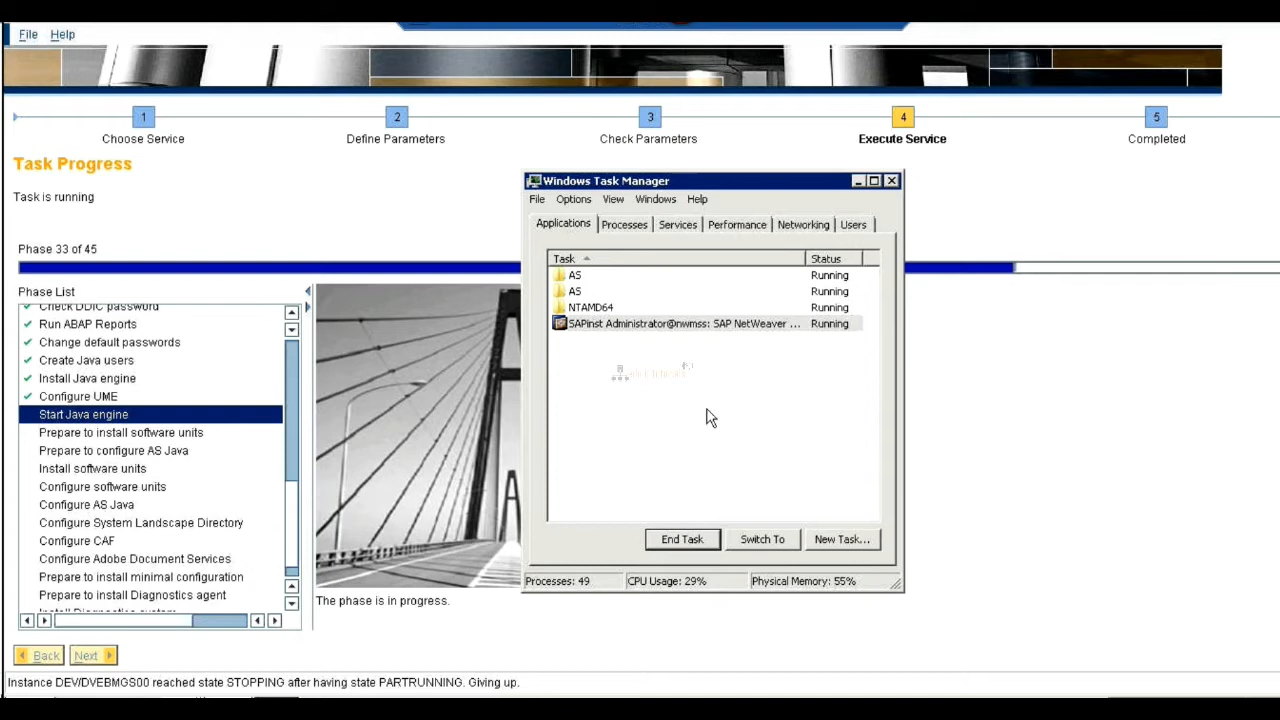 File Help
1 2 3 4 5
Choose Service Define Parameters Check Parameters Execute Service Completed
Task Progress
Task is running
Phase 33 of 45
Phase List
Check DDIC password
Run ABAP Reports
Change default passwords
Create Java users
Install Java engine
Configure UME
Start Java engine
Prepare to install software units
Prepare to configure AS Java
Install software units
Configure software units
Configure AS Java
Configure System Landscape Directory
Configure CAF
Configure Adobe Document Services
Prepare to install minimal configuration
Prepare to install Diagnostics agent
Install Diagnostics system
The phase is in progress.
Back Next
Instance DEV/DVEBMGS00 reached state STOPPING after having state PARTRUNNING. Giving up.
Windows Task Manager
File Options View Windows Help
Applications Processes Services Performance Networking Users
Task Status
AS Running
AS Running
NTAMD64 Running
SAPinst Administrator@nwmss: SAP NetWeaver ... Running
End Task Switch To New Task...
Processes: 49 CPU Usage: 29% Physical Memory: 55%